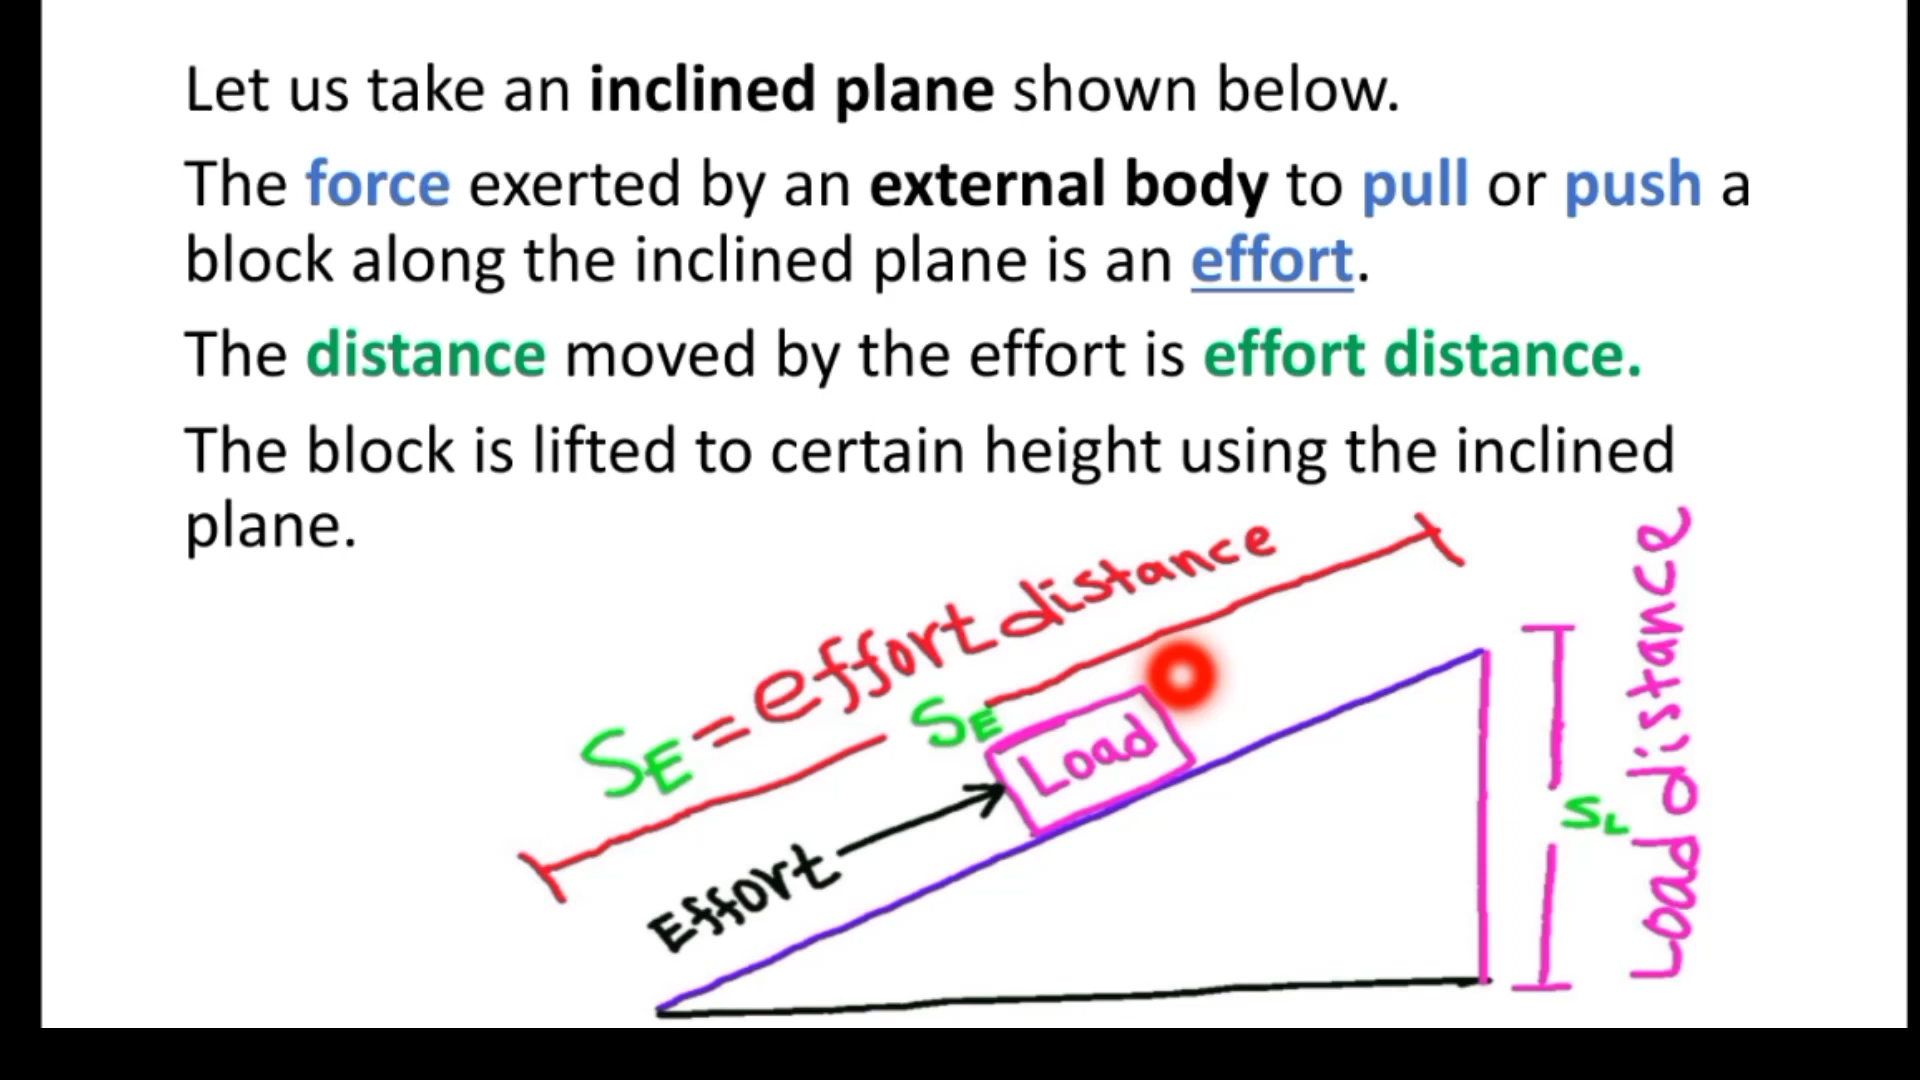 Let us take an inclined plane shown below.
The force exerted by an external body to pull or push a
block along the inclined plane is an effort.
The distance moved by the effort is effort distance.
The block is lifted to certain height using the inclined
plane.
SE = effort distance
SE
Load
Effort
SL
Load distance